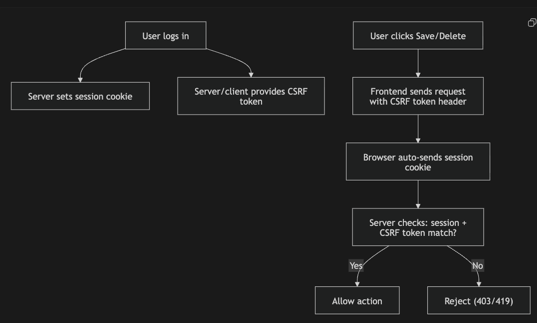 User logs in
User clicks Save/Delete
Server sets session cookie
Server/client provides CSRF
token
Frontend sends request
with CSRF token header
Browser auto-sends session
cookie
Server checks: session +
CSRF token match?
Yes
No
Allow action
Reject (403/419)